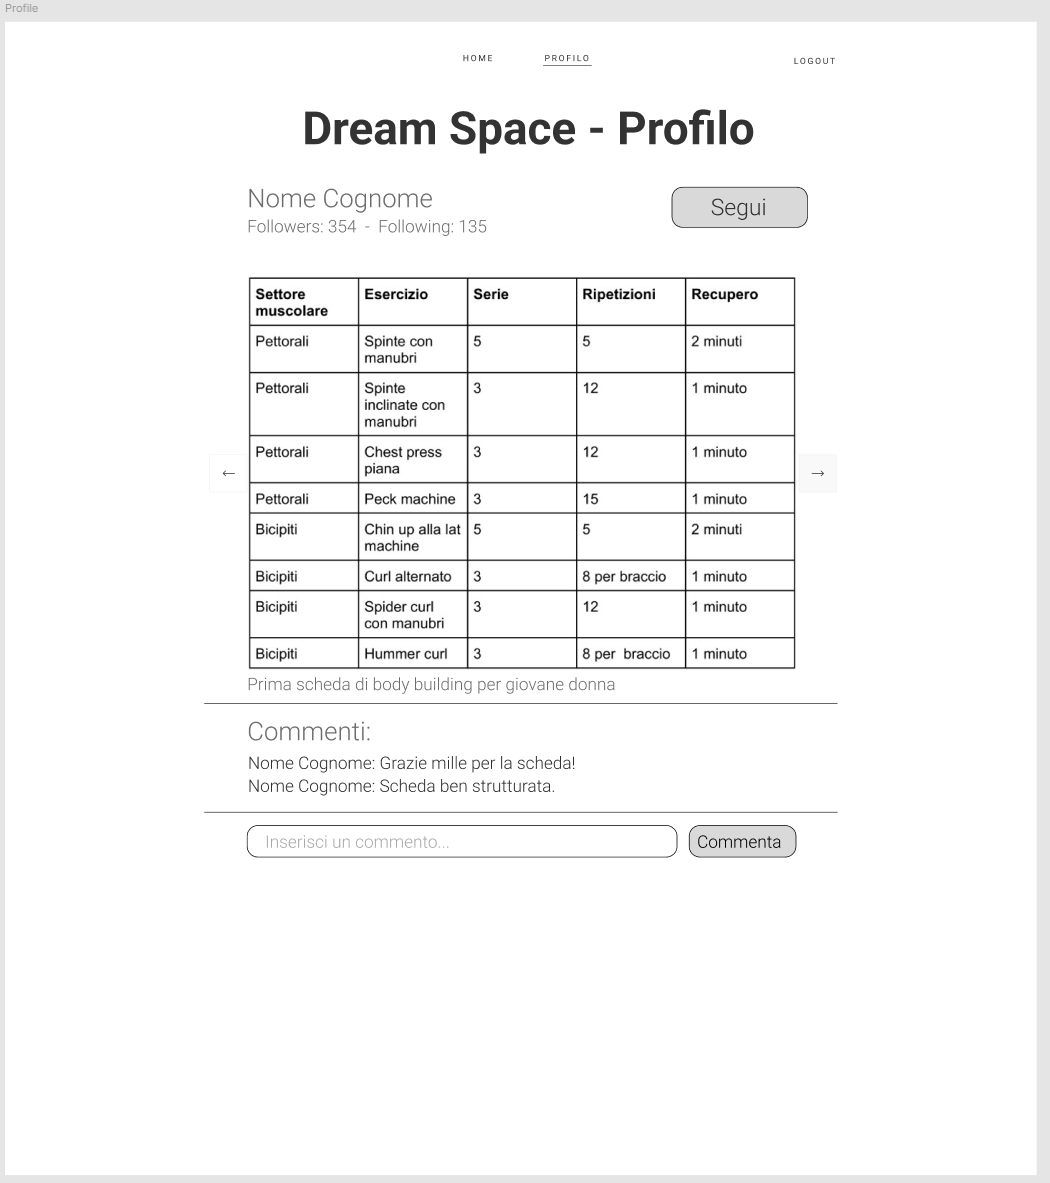 Profile
HOME PROFILO LOGOUT
Dream Space - Profilo
Nome Cognome
Segui
Followers: 354 - Following: 135
Settore muscolare Esercizio Serie Ripetizioni Recupero
Pettorali Spinte con manubri 5 5 2 minuti
Pettorali Spinte inclinate con manubri 3 12 1 minuto
Pettorali Chest press piana 3 12 1 minuto
← →
Pettorali Peck machine 3 15 1 minuto
Bicipiti Chin up alla lat machine 5 5 2 minuti
Bicipiti Curl alternato 3 8 per braccio 1 minuto
Bicipiti Spider curl con manubri 3 12 1 minuto
Bicipiti Hummer curl 3 8 per braccio 1 minuto
Prima scheda di body building per giovane donna
Commenti:
Nome Cognome: Grazie mille per la scheda!
Nome Cognome: Scheda ben strutturata.
Inserisci un commento... Commenta